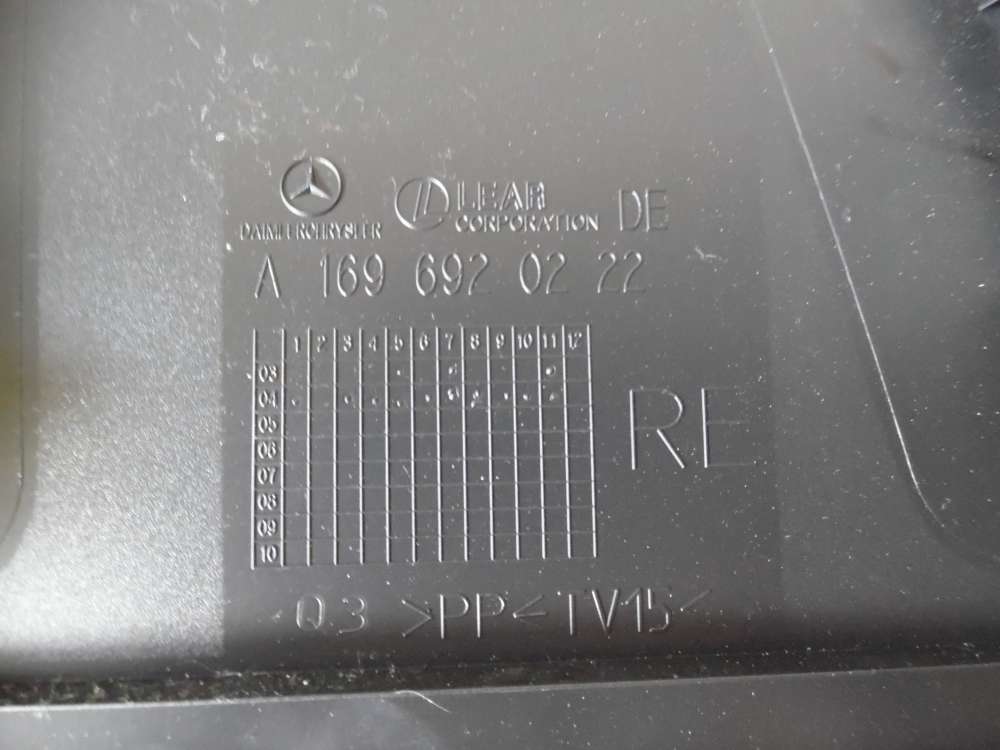 LEAR
DAIMLERCHRYSLER CORPORATION DE
A 169 692 02 22
1 2 3 4 5 6 7 8 9 10 11 12
03
04
05
06
07
08
09
10
RE
Q3 >PP< TV15<